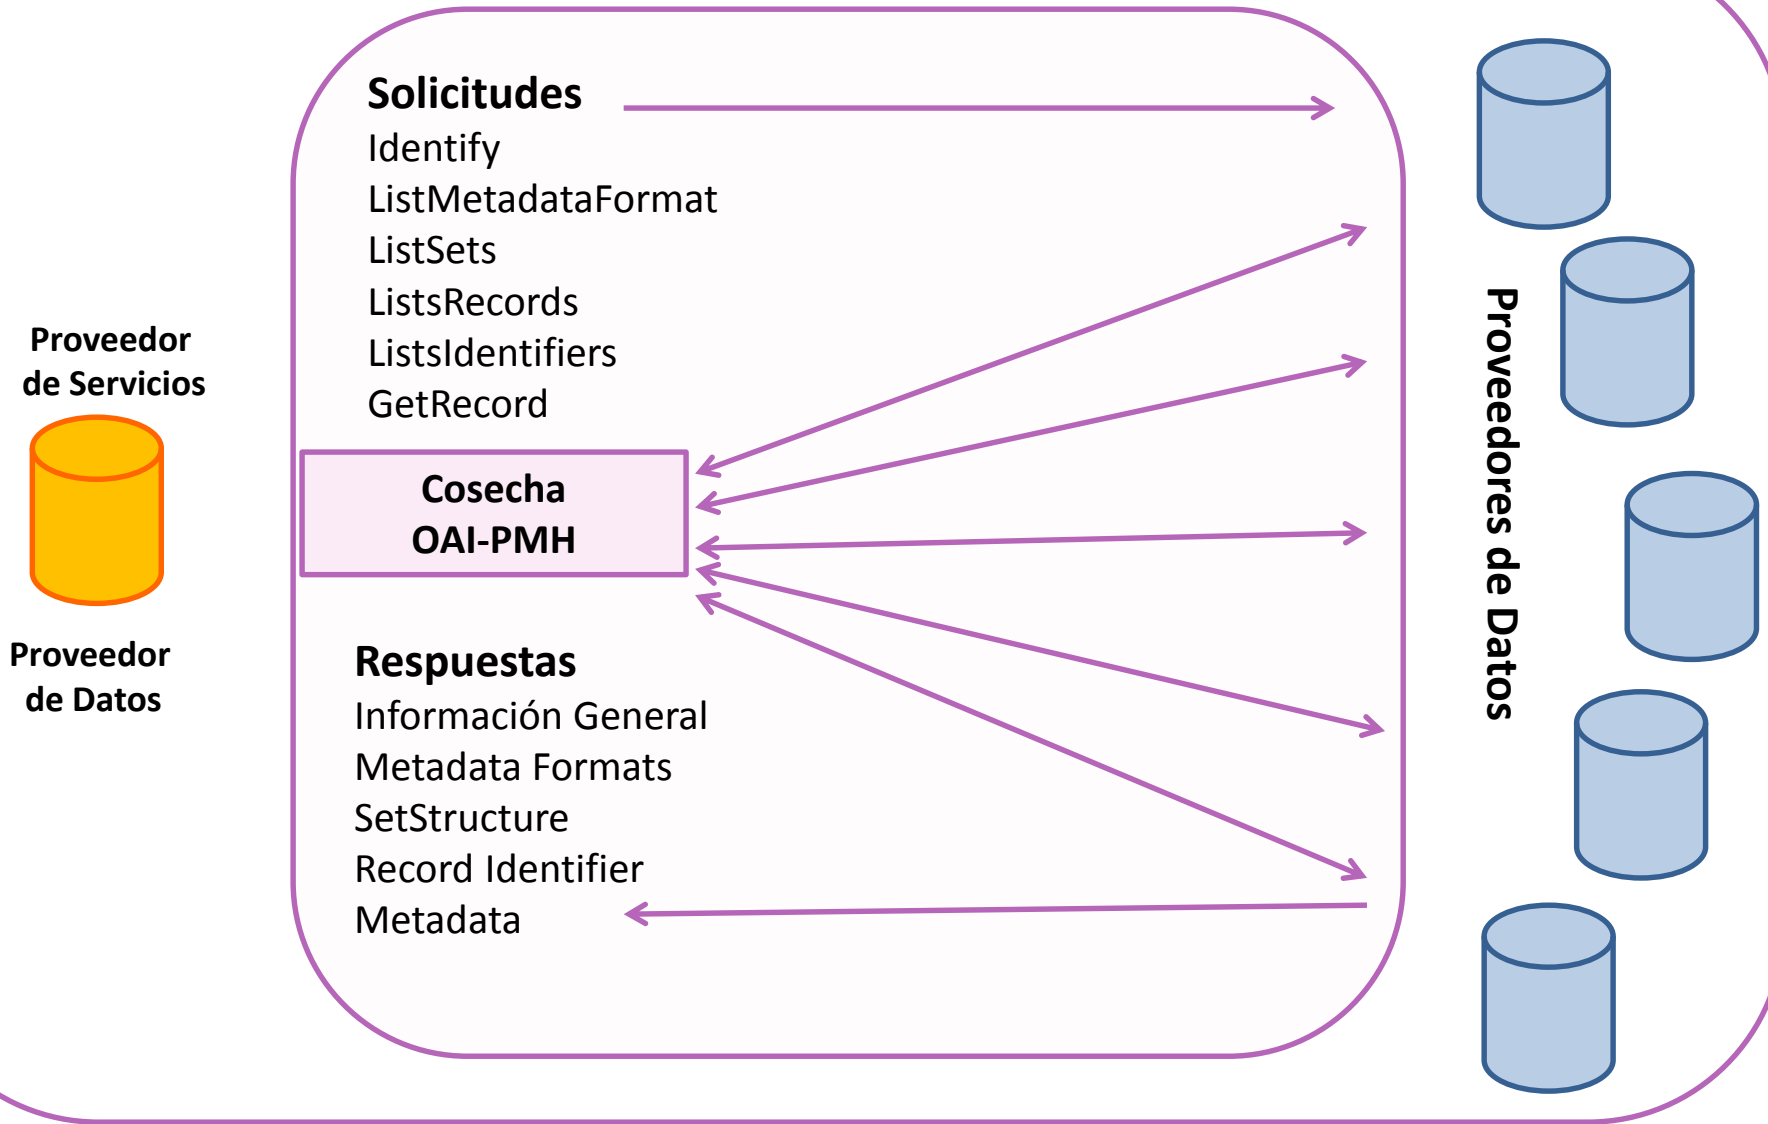 Proveedor
de Servicios
Proveedor
de Datos
Solicitudes
Identify
ListMetadataFormat
ListSets
ListsRecords
ListsIdentifiers
GetRecord
Cosecha
OAI-PMH
Respuestas
Información General
Metadata Formats
SetStructure
Record Identifier
Metadata
Proveedores de Datos